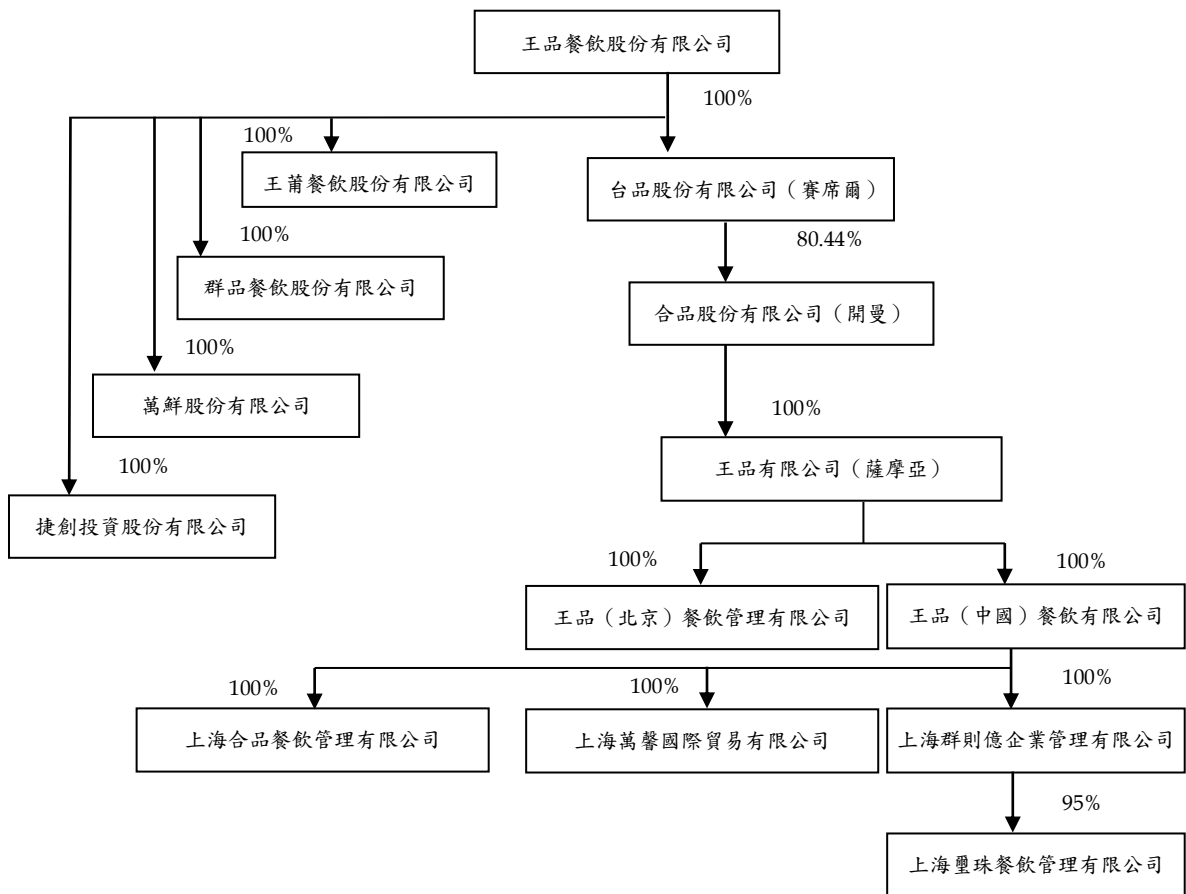 王品餐飲股份有限公司
100%
100%
王莆餐飲股份有限公司
台品股份有限公司（賽席爾）
100%
80.44%
群品餐飲股份有限公司
合品股份有限公司（開曼）
100%
萬鮮股份有限公司
100%
王品有限公司（薩摩亞）
100%
捷創投資股份有限公司
100%
100%
王品（北京）餐飲管理有限公司
王品（中國）餐飲有限公司
100%
100%
100%
上海合品餐飲管理有限公司
上海萬馨國際貿易有限公司
上海群則億企業管理有限公司
95%
上海璽珠餐飲管理有限公司